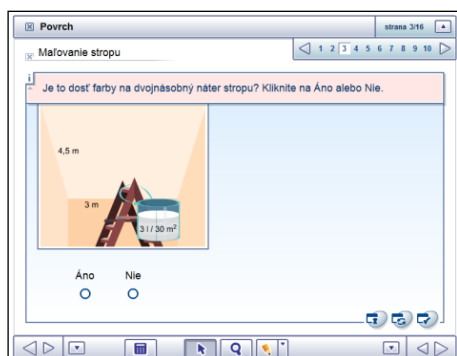 Povrch
strana 3/16
Maľovanie stropu
1 2 3 4 5 6 7 8 9 10
i
Je to dosť farby na dvojnásobný náter stropu? Kliknite na Áno alebo Nie.
4,5 m
3 m
3 l / 30 m²
Áno Nie